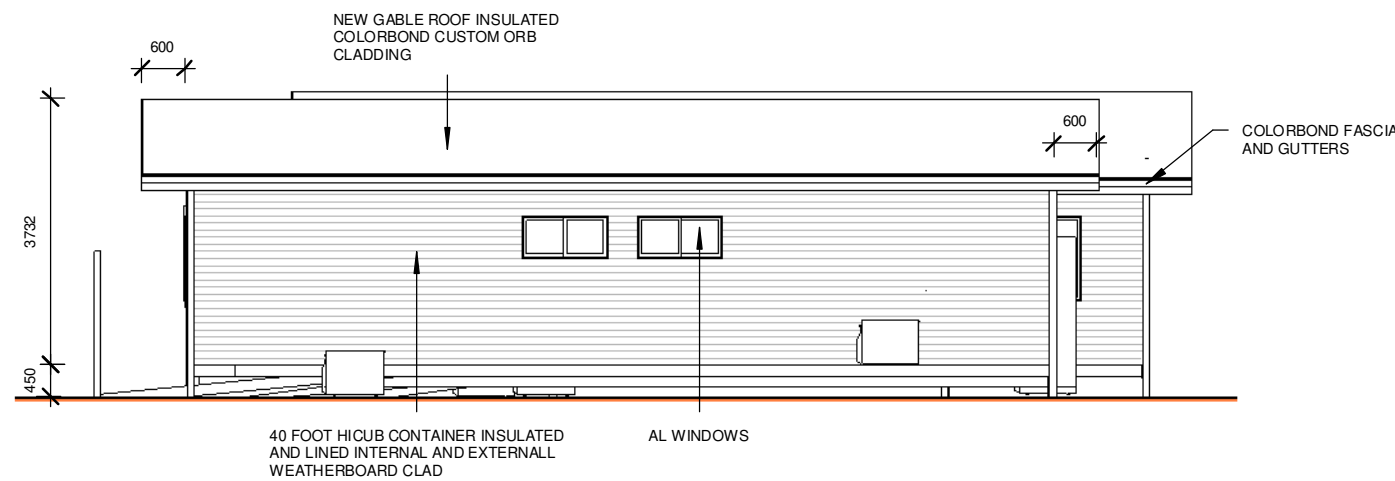 NEW GABLE ROOF INSULATED
COLORBOND CUSTOM ORB
CLADDING
600
600
COLORBOND FASCIA
AND GUTTERS
3732
450
40 FOOT HICUB CONTAINER INSULATED
AND LINED INTERNAL AND EXTERNALL
WEATHERBOARD CLAD
AL WINDOWS